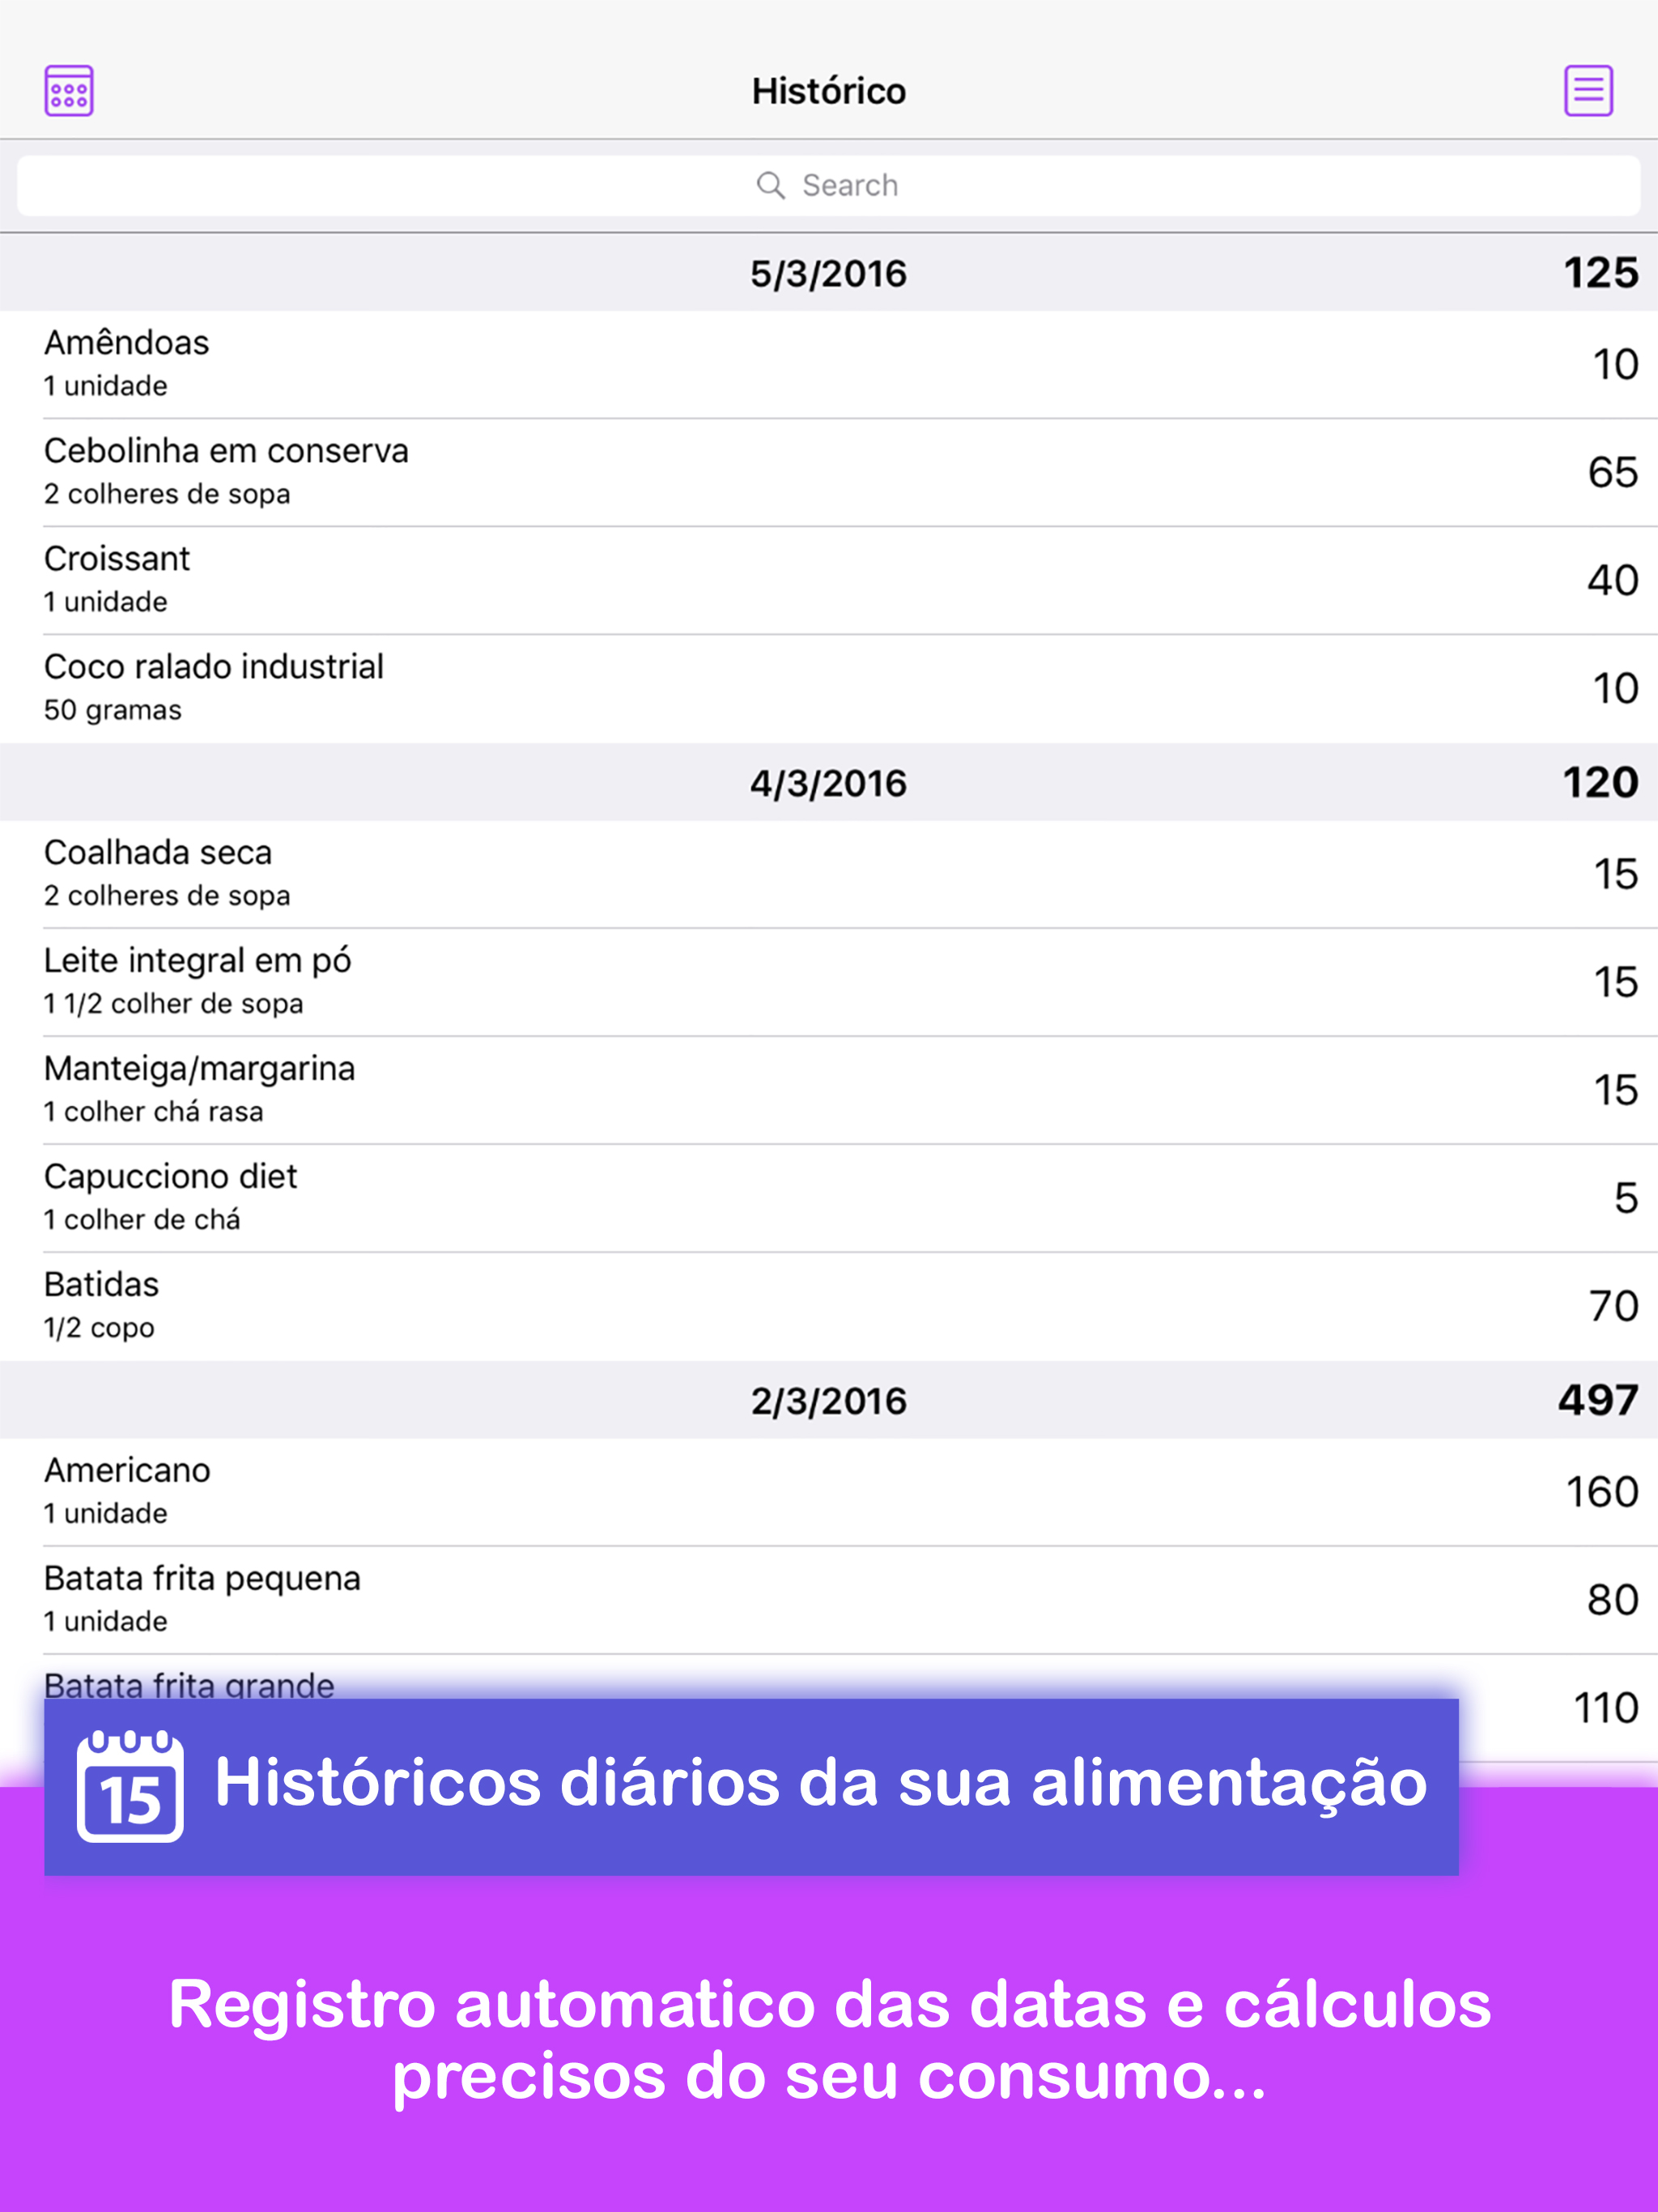 Histórico
Search
5/3/2016 125
Amêndoas
1 unidade
10
Cebolinha em conserva
2 colheres de sopa
65
Croissant
1 unidade
40
Coco ralado industrial
50 gramas
10
4/3/2016 120
Coalhada seca
2 colheres de sopa
15
Leite integral em pó
1 1/2 colher de sopa
15
Manteiga/margarina
1 colher chá rasa
15
Capucciono diet
1 colher de chá
5
Batidas
1/2 copo
70
2/3/2016 497
Americano
1 unidade
160
Batata frita pequena
1 unidade
80
Batata frita grande
110
15
Históricos diários da sua alimentação
Registro automatico das datas e cálculos
precisos do seu consumo...